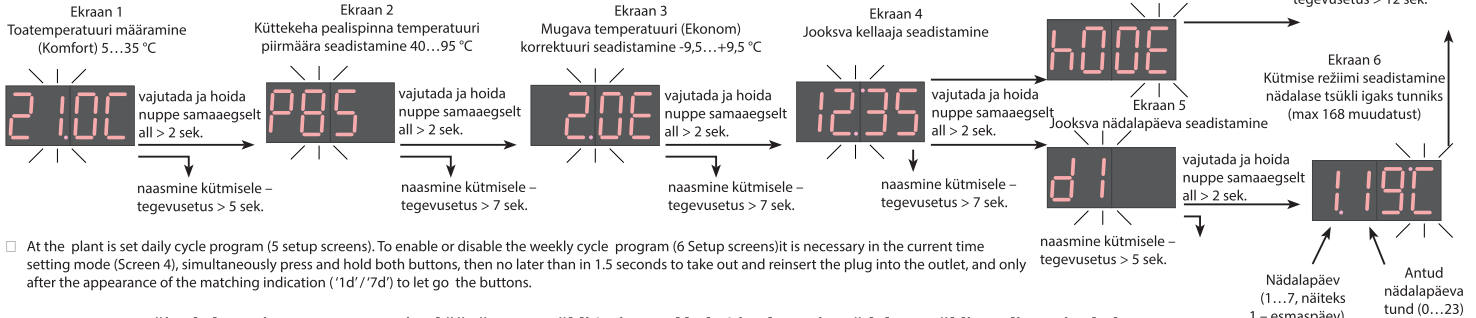 Ekraan 1
Toatemperatuuri määramine
(Komfort) 5…35 °C
21.0C
vajutada ja hoida
nuppe samaaegselt
all > 2 sek.
naasmine kütmisele –
tegevusetus > 5 sek.
Ekraan 2
Küttekeha pealispinna temperatuuri
piirmäära seadistamine 40…95 °C
P85
vajutada ja hoida
nuppe samaaegselt
all > 2 sek.
naasmine kütmisele –
tegevusetus > 7 sek.
Ekraan 3
Mugava temperatuuri (Ekonom)
korrektuuri seadistamine -9,5…+9,5 °C
2.0E
vajutada ja hoida
nuppe samaaegselt
all > 2 sek.
naasmine kütmisele –
tegevusetus > 7 sek.
Ekraan 4
Jooksva kellaaja seadistamine
12:35
vajutada ja hoida
nuppe samaaegselt
all > 2 sek.
naasmine kütmisele –
tegevusetus > 7 sek.
h00E
tegevusetus > 12 sek.
Ekraan 5
Jooksva nädalapäeva seadistamine
d1
vajutada ja hoida
nuppe samaaegselt
all > 2 sek.
naasmine kütmisele –
tegevusetus > 5 sek.
Ekraan 6
Kütmise režiimi seadistamine
nädalase tsükli igaks tunniks
(max 168 muudatust)
1.19C
Nädalapäev
(1…7, näiteks
1 – esmaspäev)
Antud
nädalapäeva
tund (0…23)
At the plant is set daily cycle program (5 setup screens). To enable or disable the weekly cycle program (6 Setup screens)it is necessary in the current time
setting mode (Screen 4), simultaneously press and hold both buttons, then no later than in 1.5 seconds to take out and reinsert the plug into the outlet, and only
after the appearance of the matching indication ('1d'/'7d') to let go the buttons.